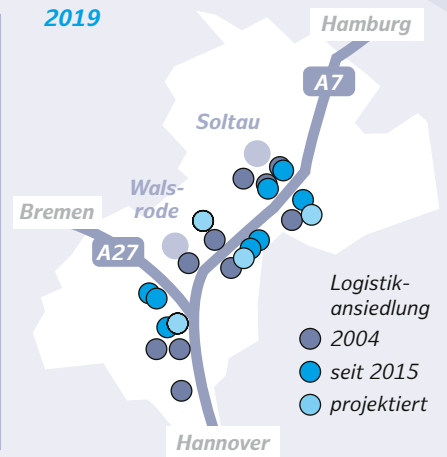 2019
Hamburg
A7
Soltau
Wals-
rode
Bremen
A27
Logistik-
ansiedlung
2004
seit 2015
projektiert
Hannover